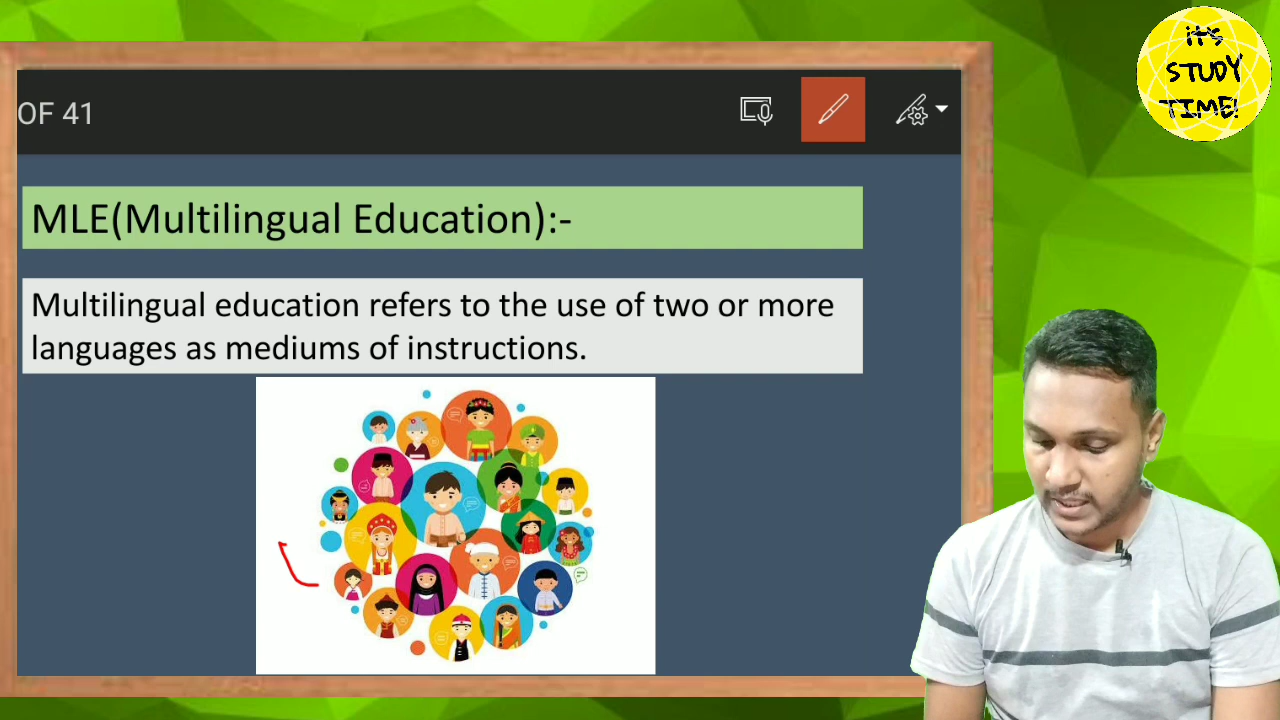 OF 41
MLE(Multilingual Education):-
Multilingual education refers to the use of two or more
languages as mediums of instructions.
iT'S
STUDY
TIME!